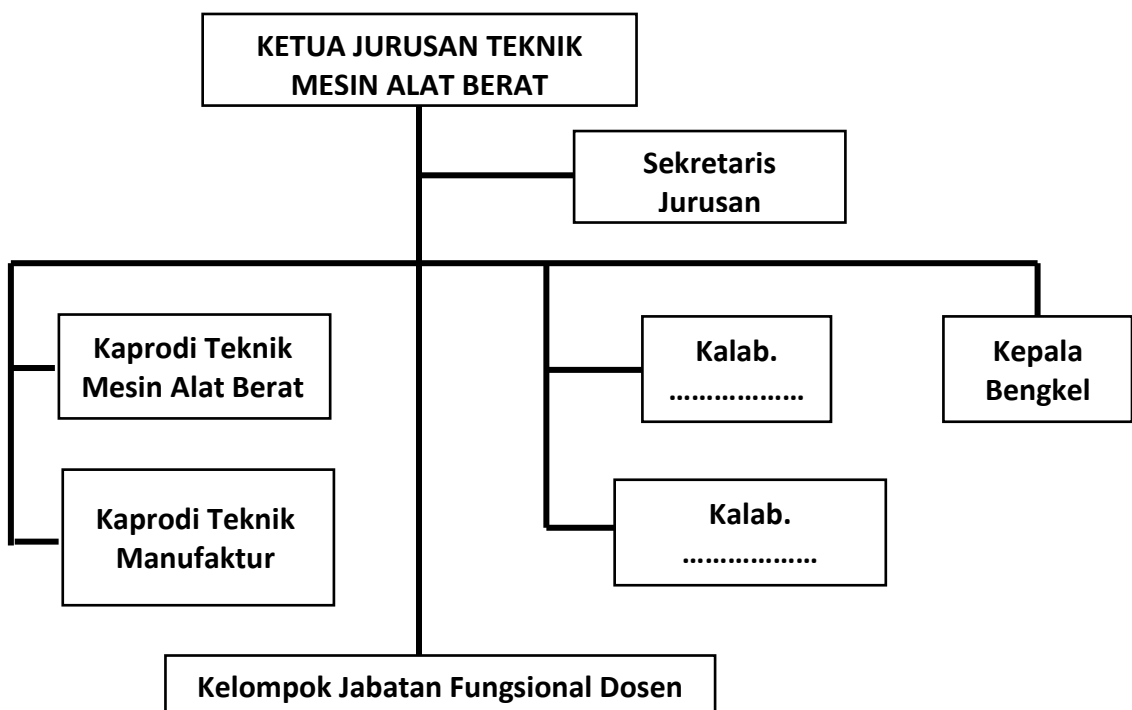 KETUA JURUSAN TEKNIK
MESIN ALAT BERAT
Sekretaris
Jurusan
Kaprodi Teknik
Mesin Alat Berat
Kalab.
………………
Kepala
Bengkel
Kaprodi Teknik
Manufaktur
Kalab.
………………
Kelompok Jabatan Fungsional Dosen